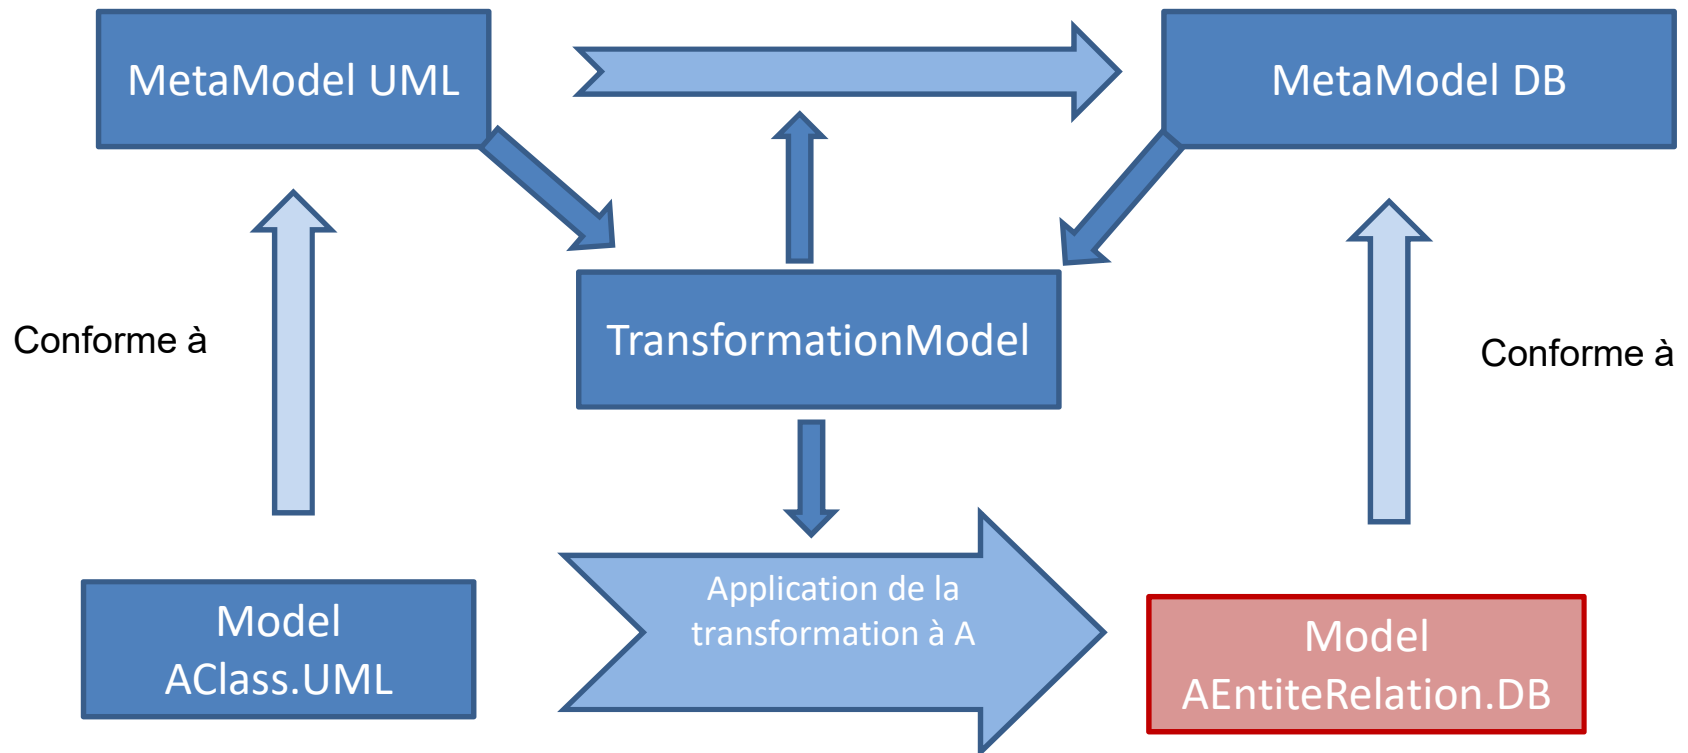 MetaModel UML
MetaModel DB
TransformationModel
Conforme à
Conforme à
Application de la
transformation à A
Model
AClass.UML
Model
AEntiteRelation.DB